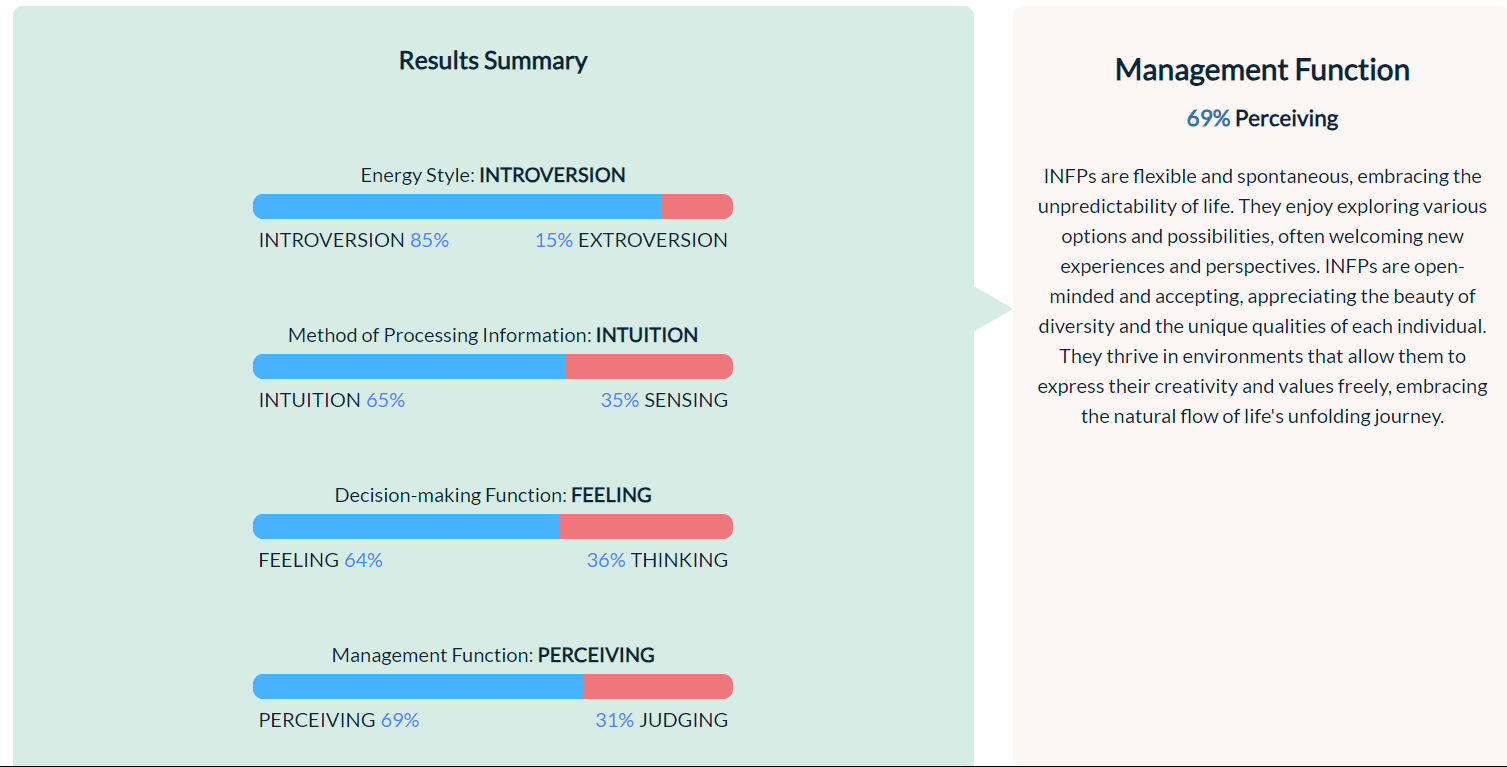 Results Summary
Energy Style: INTROVERSION
INTROVERSION 85%
15% EXTROVERSION
Method of Processing Information: INTUITION
INTUITION 65%
35% SENSING
Decision-making Function: FEELING
FEELING 64%
36% THINKING
Management Function: PERCEIVING
PERCEIVING 69%
31% JUDGING
Management Function
69% Perceiving
INFPs are flexible and spontaneous, embracing the
unpredictability of life. They enjoy exploring various
options and possibilities, often welcoming new
experiences and perspectives. INFPs are open-
minded and accepting, appreciating the beauty of
diversity and the unique qualities of each individual.
They thrive in environments that allow them to
express their creativity and values freely, embracing
the natural flow of life's unfolding journey.